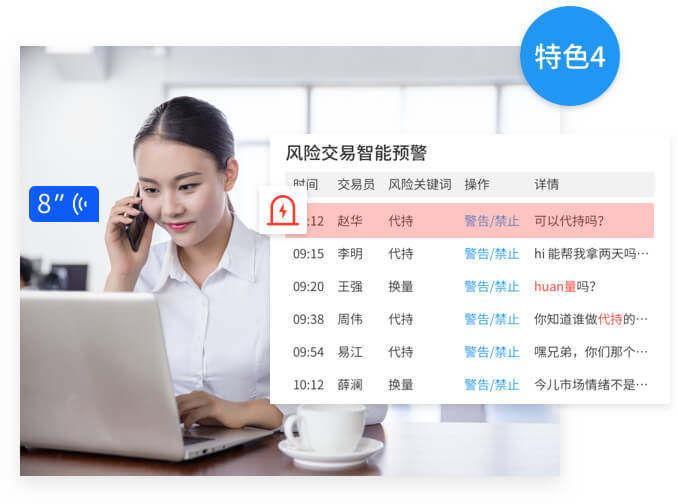 特色4
8″
风险交易智能预警
时间 交易员 风险关键词 操作 详情
:12 赵华 代持 警告/禁止 可以代持吗?
09:15 李明 代持 警告/禁止 hi 能帮我拿两天吗…
09:20 王强 换量 警告/禁止 huan量吗?
09:38 周伟 代持 警告/禁止 你知道谁做代持的…
09:54 易江 代持 警告/禁止 嘿兄弟，你们那个…
10:12 薛澜 换量 警告/禁止 今儿市场情绪不是…